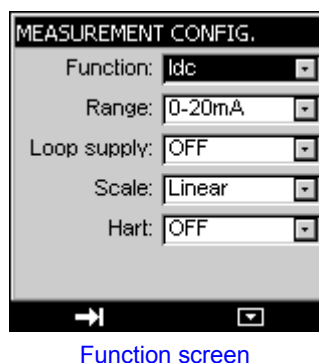 MEASUREMENT CONFIG.
Function: Idc
Range: 0-20mA
Loop supply: OFF
Scale: Linear
Hart: OFF
Function screen